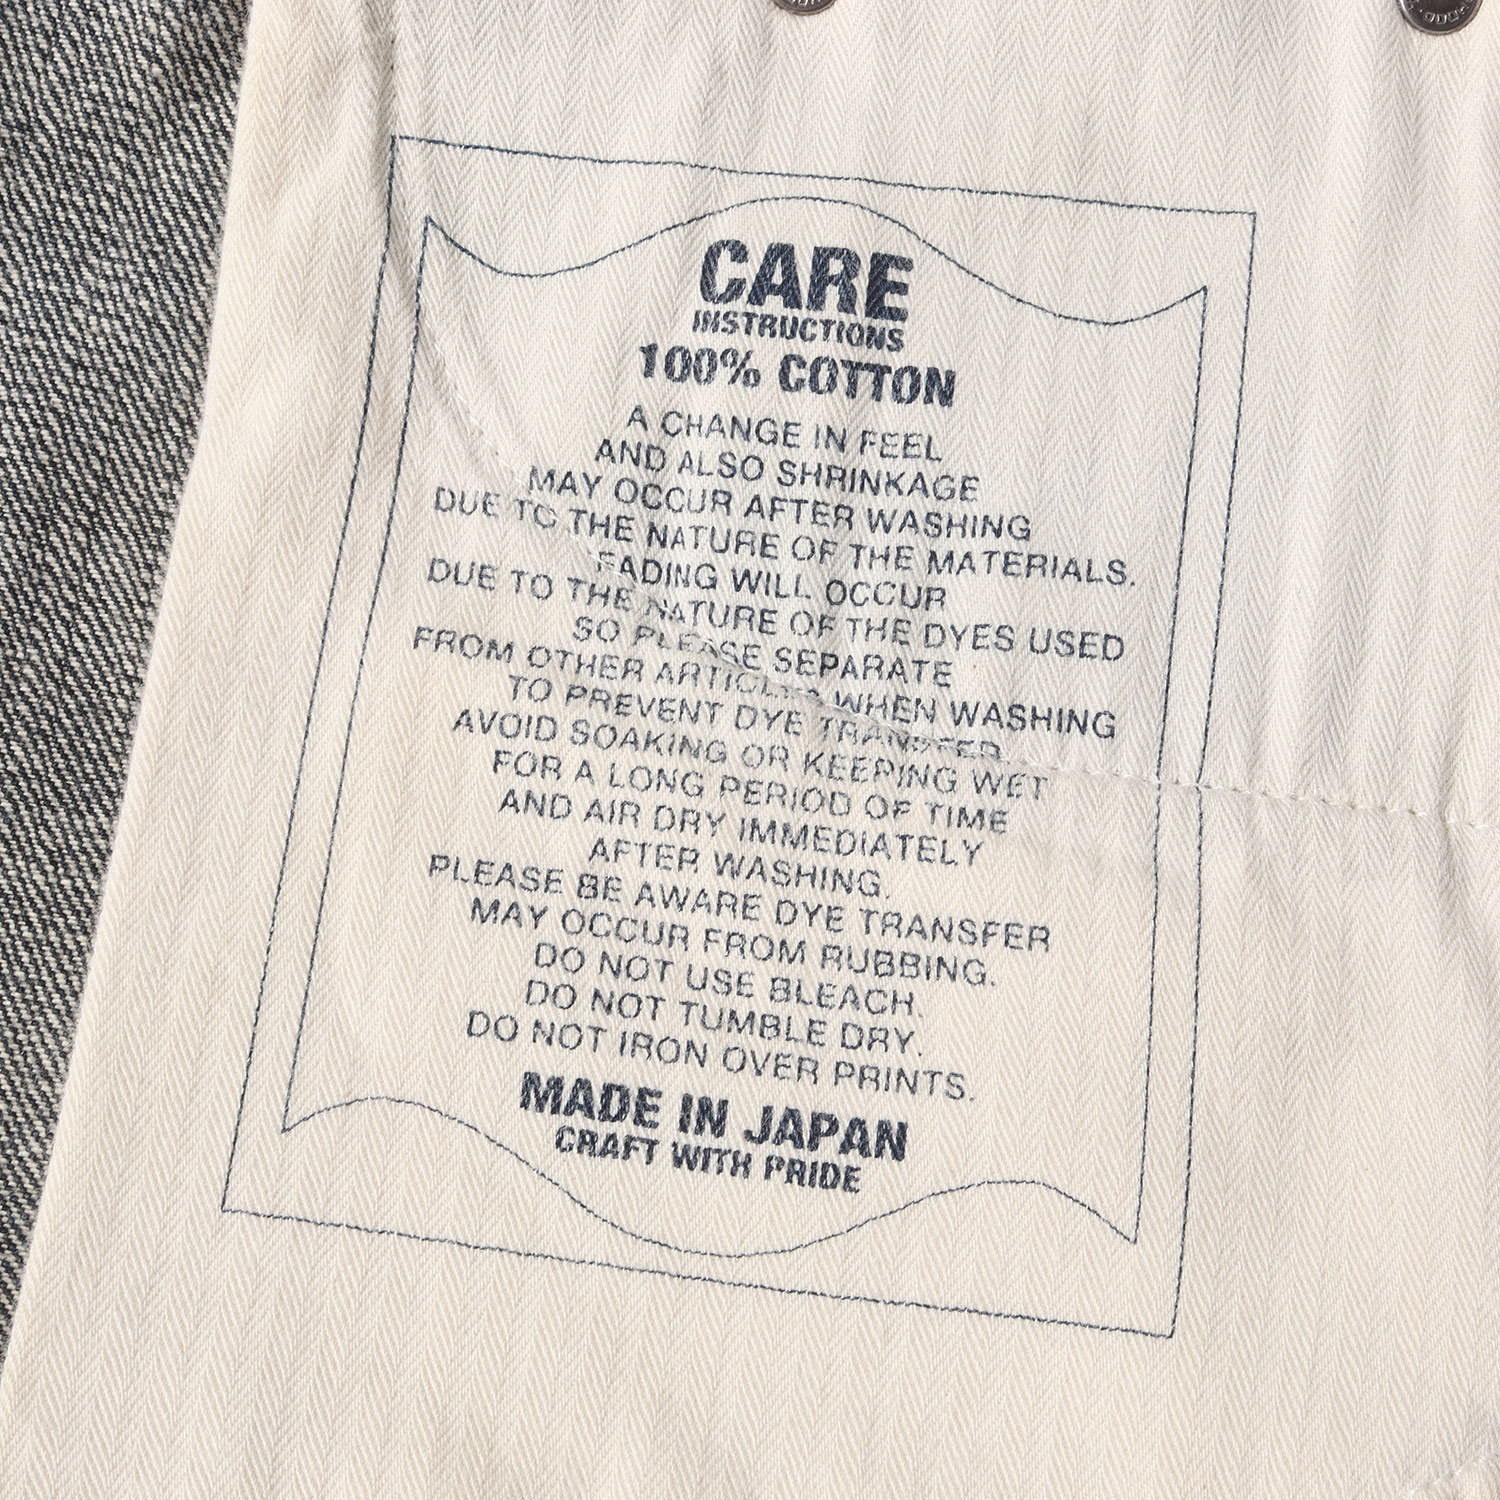 CARE
INSTRUCTIONS
100% COTTON
A CHANGE IN FEEL
AND ALSO SHRINKAGE
MAY OCCUR AFTER WASHING
DUE TO THE NATURE OF THE MATERIALS.
FADING WILL OCCUR
DUE TO THE NATURE OF THE DYES USED
SO PLEASE SEPARATE
FROM OTHER ARTICLES WHEN WASHING
TO PREVENT DYE TRANSFER
AVOID SOAKING OR KEEPING WET
FOR A LONG PERIOD OF TIME
AND AIR DRY IMMEDIATELY
AFTER WASHING.
PLEASE BE AWARE DYE TRANSFER
MAY OCCUR FROM RUBBING.
DO NOT USE BLEACH.
DO NOT TUMBLE DRY.
DO NOT IRON OVER PRINTS.
MADE IN JAPAN
CRAFT WITH PRIDE